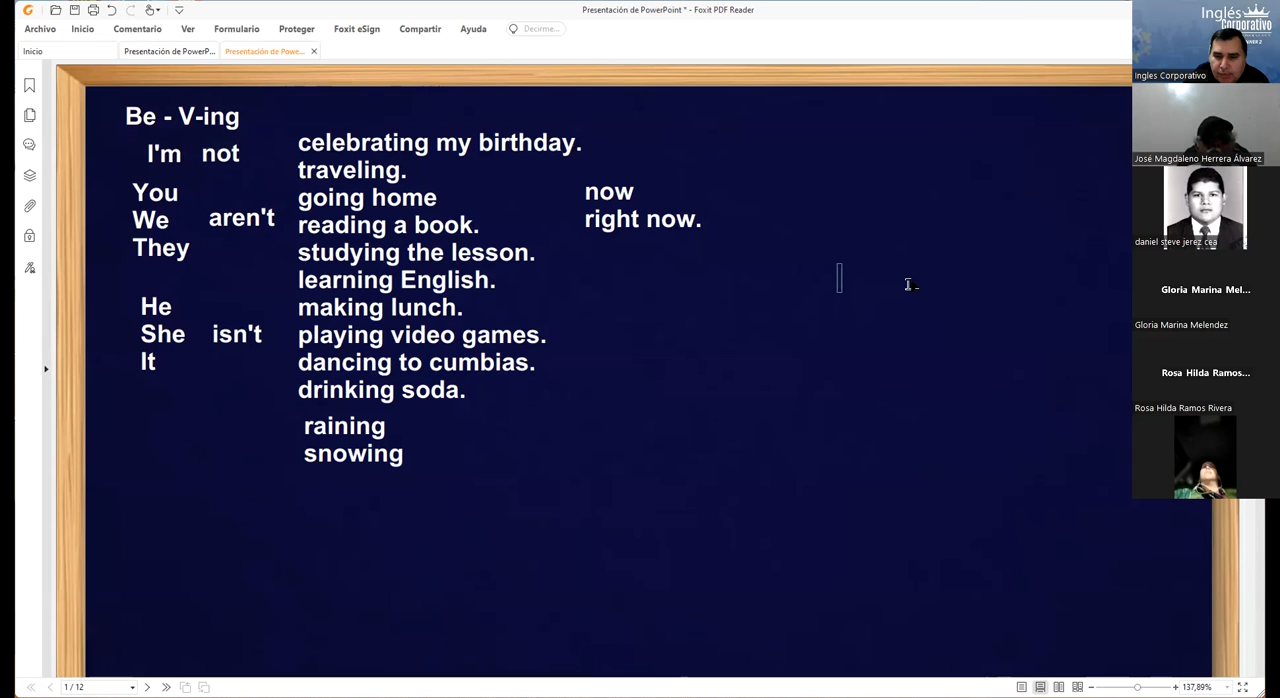 Presentación de PowerPoint * - Foxit PDF Reader
Archivo Inicio Comentario Ver Formulario Proteger Foxit eSign Compartir Ayuda Decirme...
Inicio Presentación de PowerP... Presentación de Powe...
Be - V-ing
I'm not
You
We aren't
They
He
She isn't
It
celebrating my birthday.
traveling.
going home
reading a book.
studying the lesson.
learning English.
making lunch.
playing video games.
dancing to cumbias.
drinking soda.
raining
snowing
now
right now.
Inglés
Corporativo
Ingles Corporativo
José Magdaleno Herrera Álvarez
daniel steve jerez cea
Gloria Marina Mel...
Gloria Marina Melendez
Rosa Hilda Ramos...
Rosa Hilda Ramos Rivera
1 / 12
137,89%